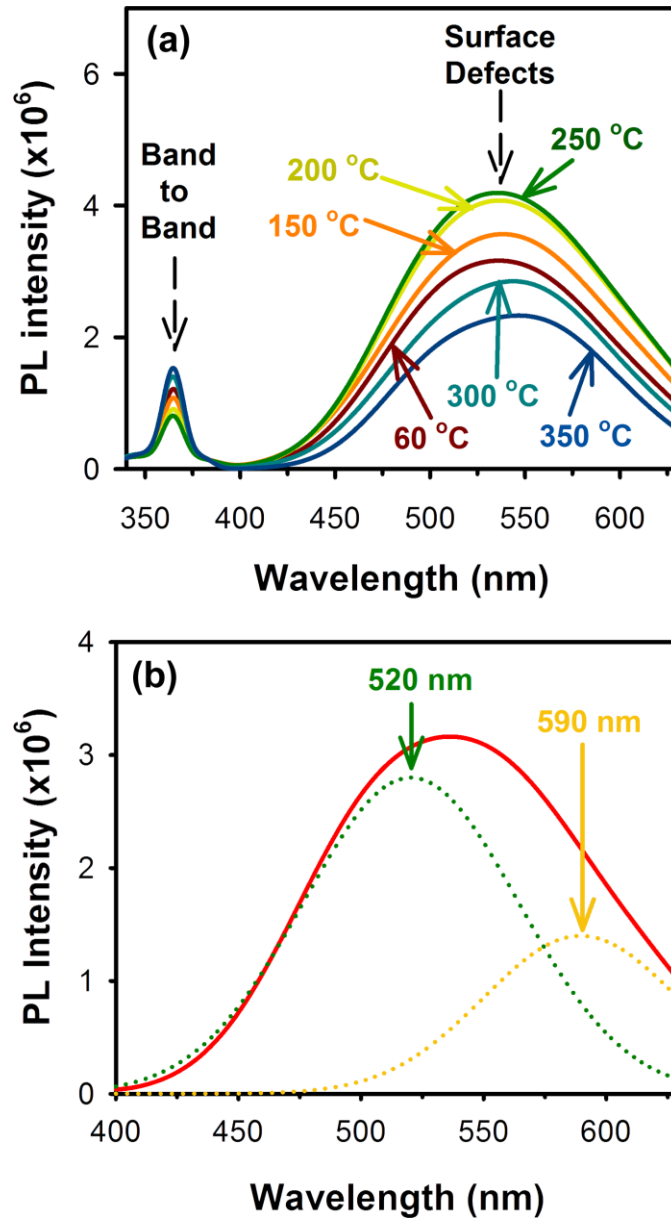 (a)
Surface
Defects
Band
to
Band
200 °C
250 °C
150 °C
60 °C
300 °C
350 °C
PL intensity (x10⁶)
6
4
2
0
350 400 450 500 550 600
Wavelength (nm)
(b)
520 nm
590 nm
PL Intensity (x10⁶)
4
3
2
1
0
400 450 500 550 600
Wavelength (nm)